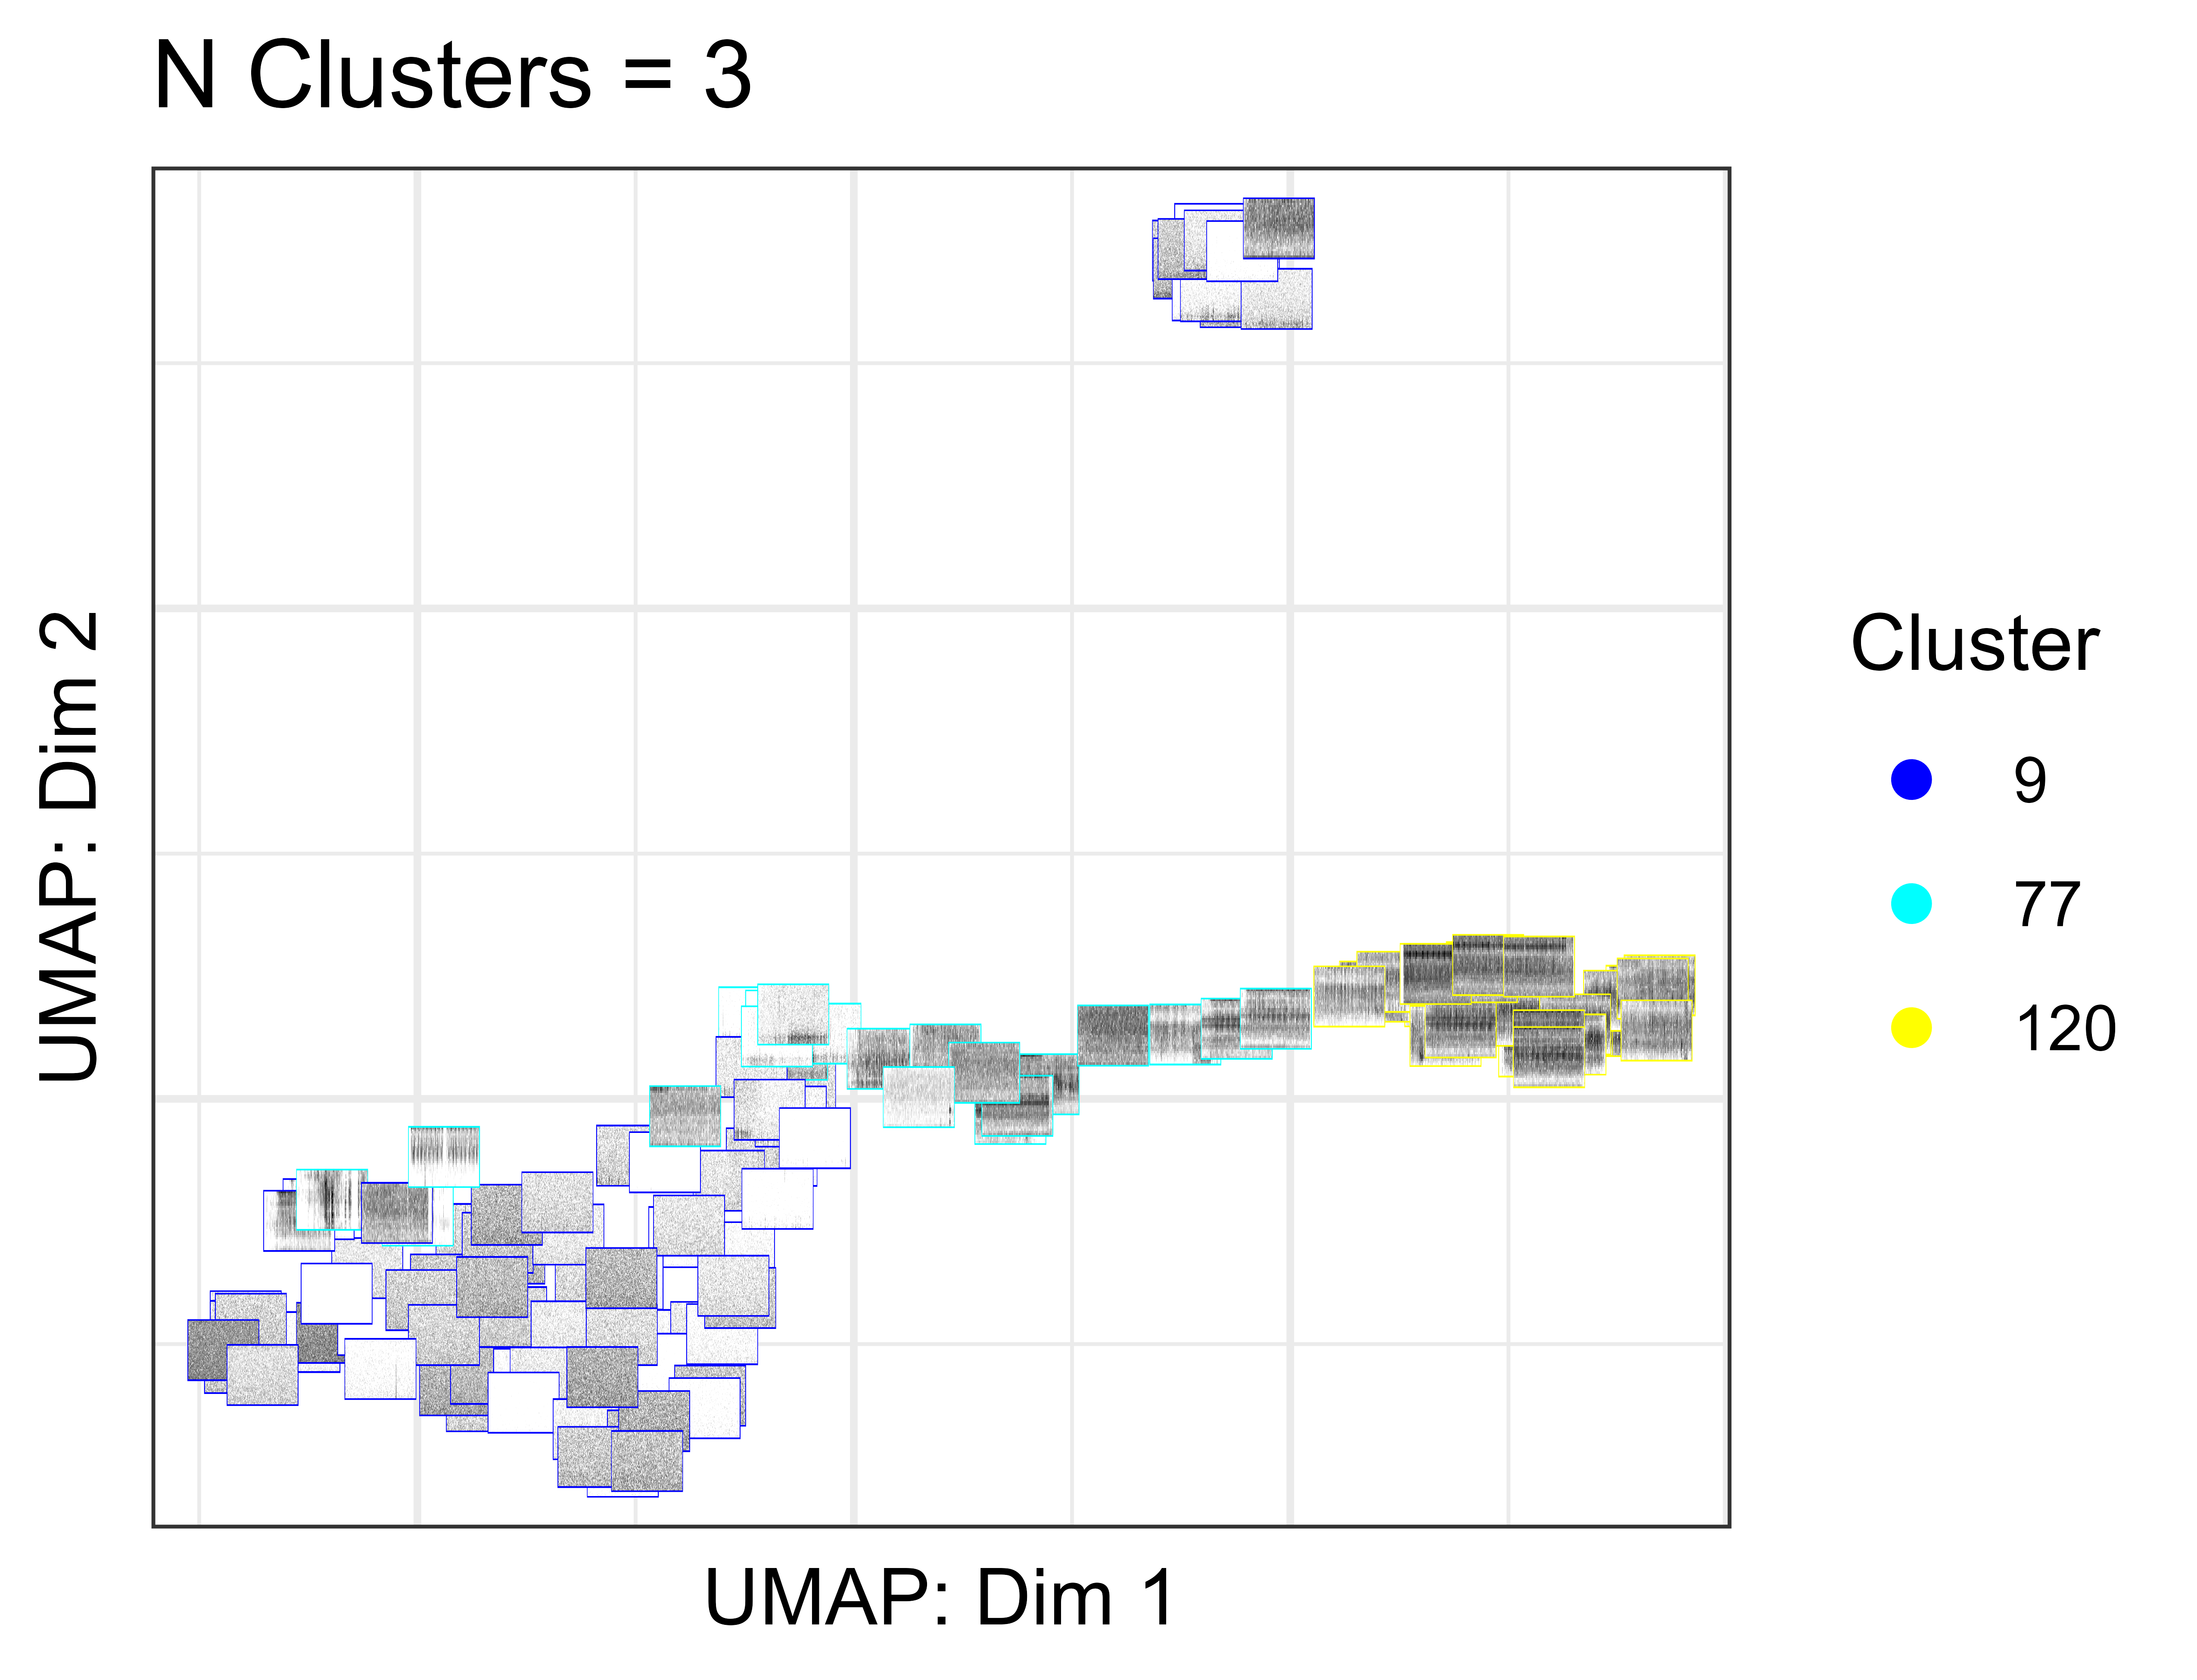 N Clusters = 3
UMAP: Dim 2
UMAP: Dim 1
Cluster
9
77
120